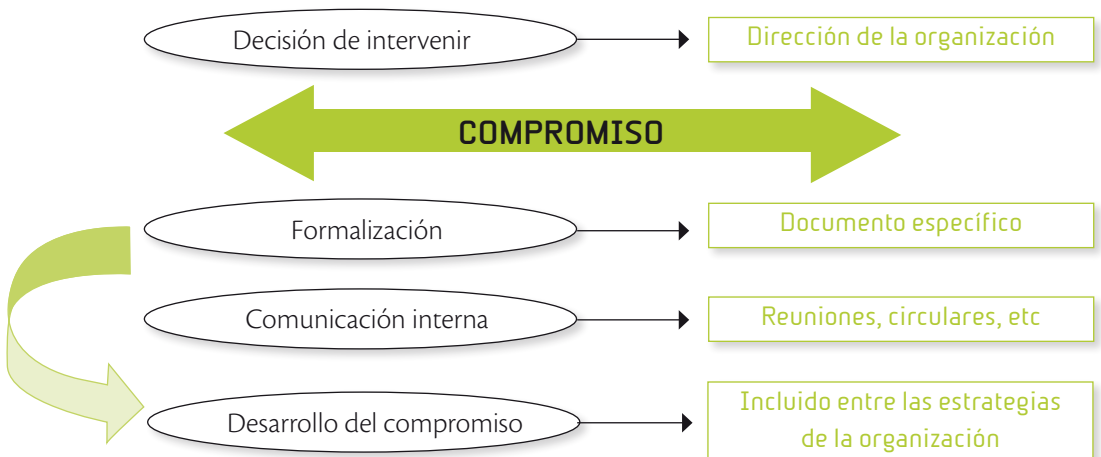 Decisión de intervenir
Dirección de la organización
COMPROMISO
Formalización
Documento específico
Comunicación interna
Reuniones, circulares, etc
Desarrollo del compromiso
Incluido entre las estrategias
de la organización